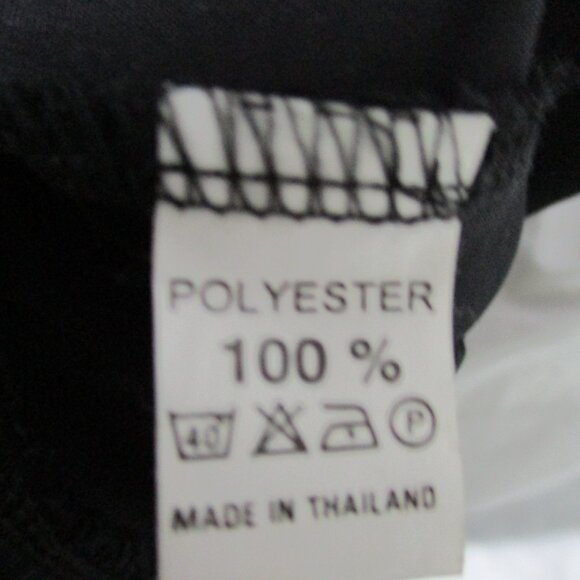 POLYESTER
100 %
40 P
MADE IN THAILAND